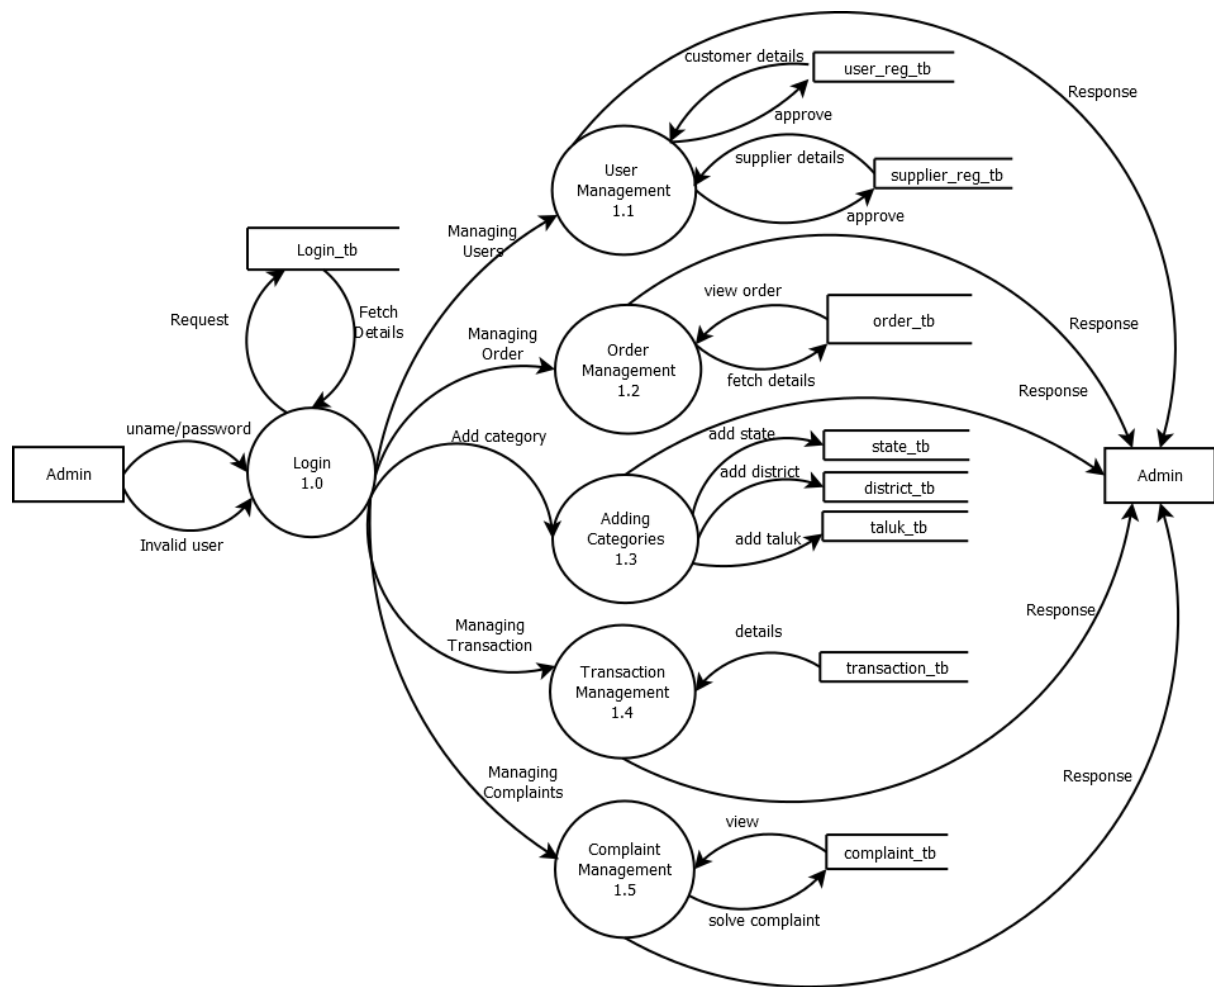 customer details
user_reg_tb
Response
approve
User
Management
1.1
supplier details
supplier_reg_tb
approve
Managing
Users
Login_tb
Request
Fetch
Details
view order
order_tb
Response
Managing
Order
Order
Management
1.2
fetch details
Response
uname/password
Admin
Login
1.0
Invalid user
Add category
add state
state_tb
add district
district_tb
Adding
Categories
1.3
add taluk
taluk_tb
Admin
Managing
Transaction
details
Response
Transaction
Management
1.4
transaction_tb
Managing
Complaints
Response
view
Complaint
Management
1.5
complaint_tb
solve complaint